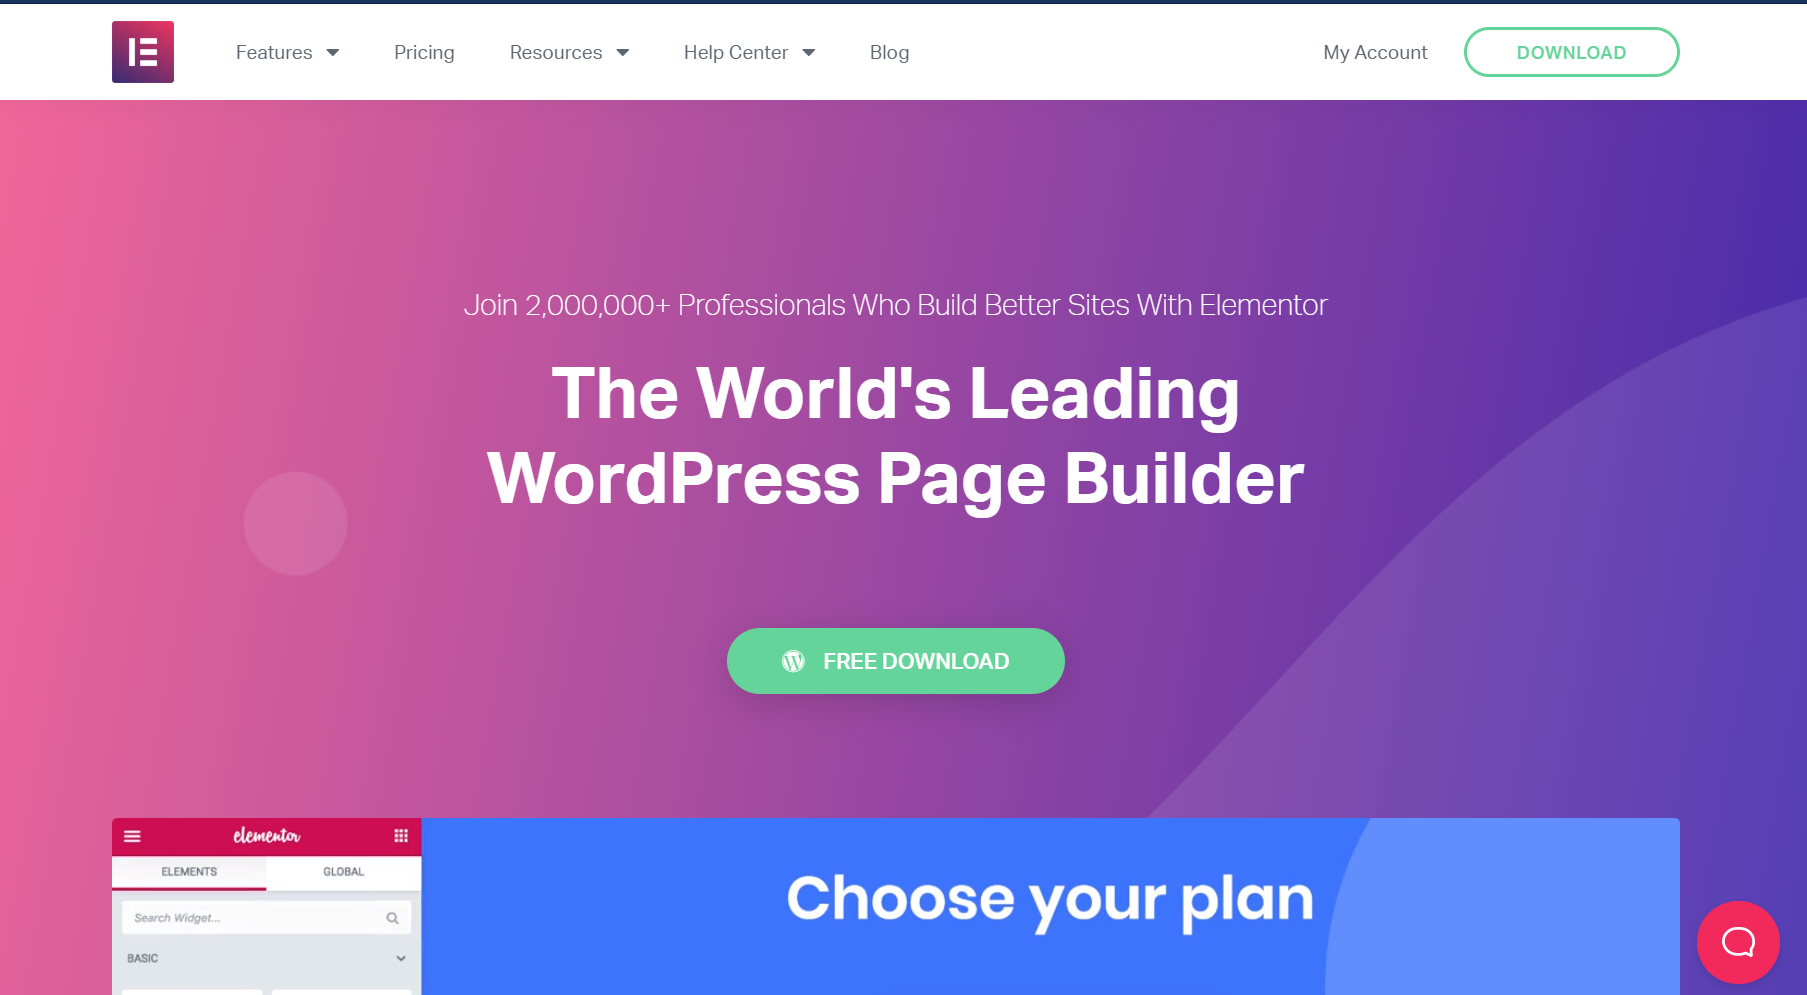 Features
Pricing
Resources
Help Center
Blog
My Account
DOWNLOAD
Join 2,000,000+ Professionals Who Build Better Sites With Elementor
The World's Leading
WordPress Page Builder
FREE DOWNLOAD
elementor
ELEMENTS
GLOBAL
Search Widget...
BASIC
Choose your plan